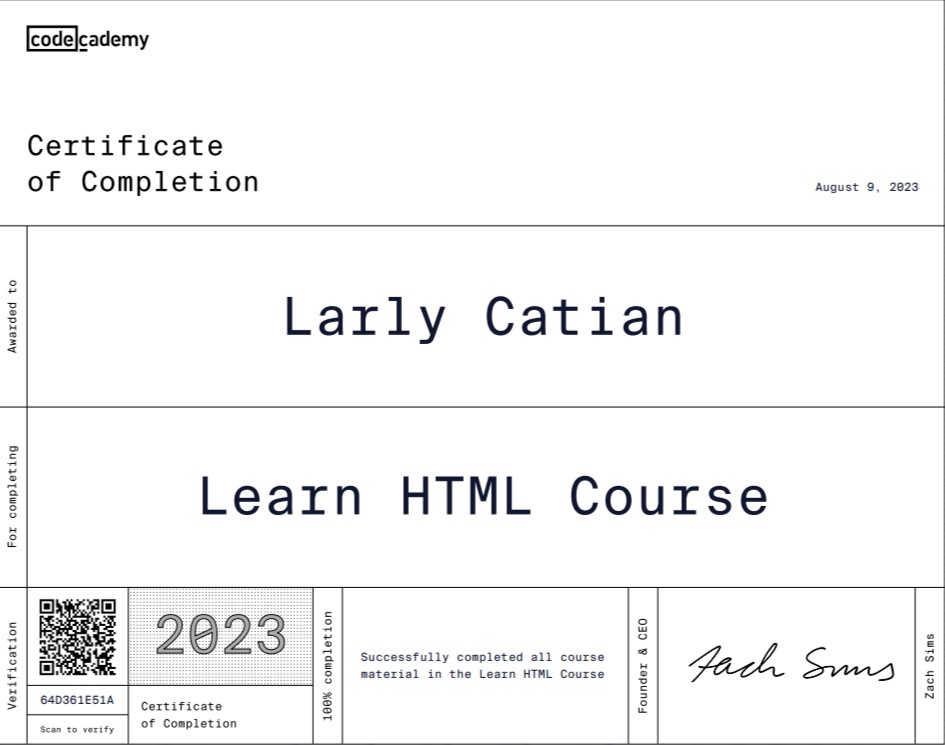 codecademy
Certificate
of Completion
August 9, 2023
Awarded to
Larly Catian
For completing
Learn HTML Course
Verification
64D361E51A
Scan to verify
2023
Certificate
of Completion
100% completion
Successfully completed all course
material in the Learn HTML Course
Founder & CEO
Zach Sims
Zach Sims